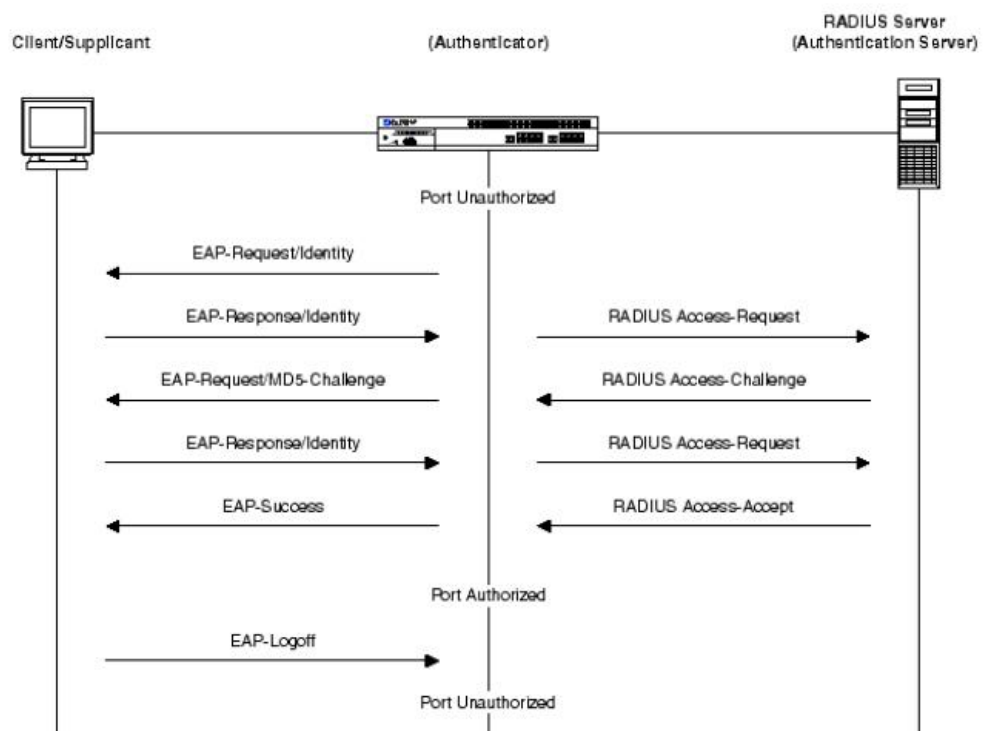 Client/Supplicant
(Authenticator)
RADIUS Server
(Authentication Server)
Port Unauthorized
EAP-Request/Identity
EAP-Response/Identity
RADIUS Access-Request
EAP-Request/MD5-Challenge
RADIUS Access-Challenge
EAP-Response/Identity
RADIUS Access-Request
EAP-Success
RADIUS Access-Accept
Port Authorized
EAP-Logoff
Port Unauthorized